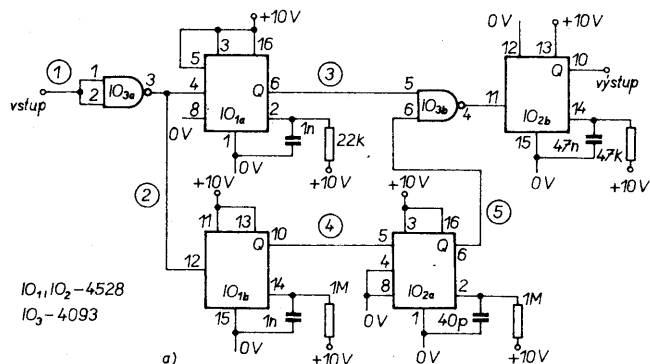 +10V
0V
+10V
1
3
16
12
13
Q
10
výstup
5
vstup
1
2
IO3a
3
4
Q
6
3
5
6
IO3b
4
11
IO2b
14
IO1a
2
8
0V
1
1n
22k
15
47n
47k
0V
+10V
0V
+10V
2
+10V
+10V
5
11
13
3
16
Q
10
4
5
Q
6
12
4
IO1,IO2-4528
IO3-4093
IO1b
14
1M
8
IO2a
2
1M
15
1n
0V
1
40p
0V
+10V
0V
+10V
a)